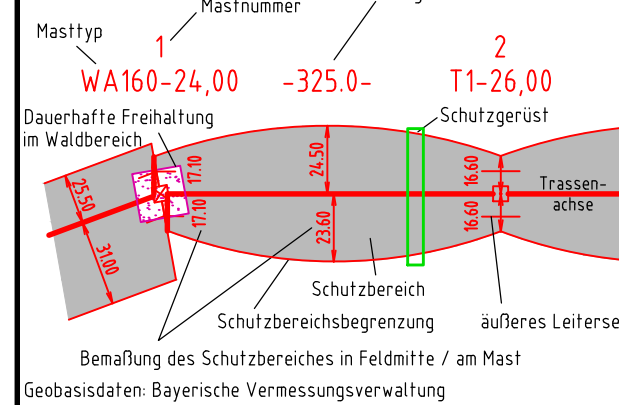 Mastnummer
Masttyp
1
2
WA160-24,00
-325.0-
T1-26,00
Dauerhafte Freihaltung
im Waldbereich
Schutzgerüst
17.10
24.50
16.60
25.50
Trassen-
achse
17.10
23.60
16.60
31.00
Schutzbereich
Schutzbereichsbegrenzung
äußeres Leiterse
Bemaßung des Schutzbereiches in Feldmitte / am Mast
Geobasisdaten: Bayerische Vermessungsverwaltung